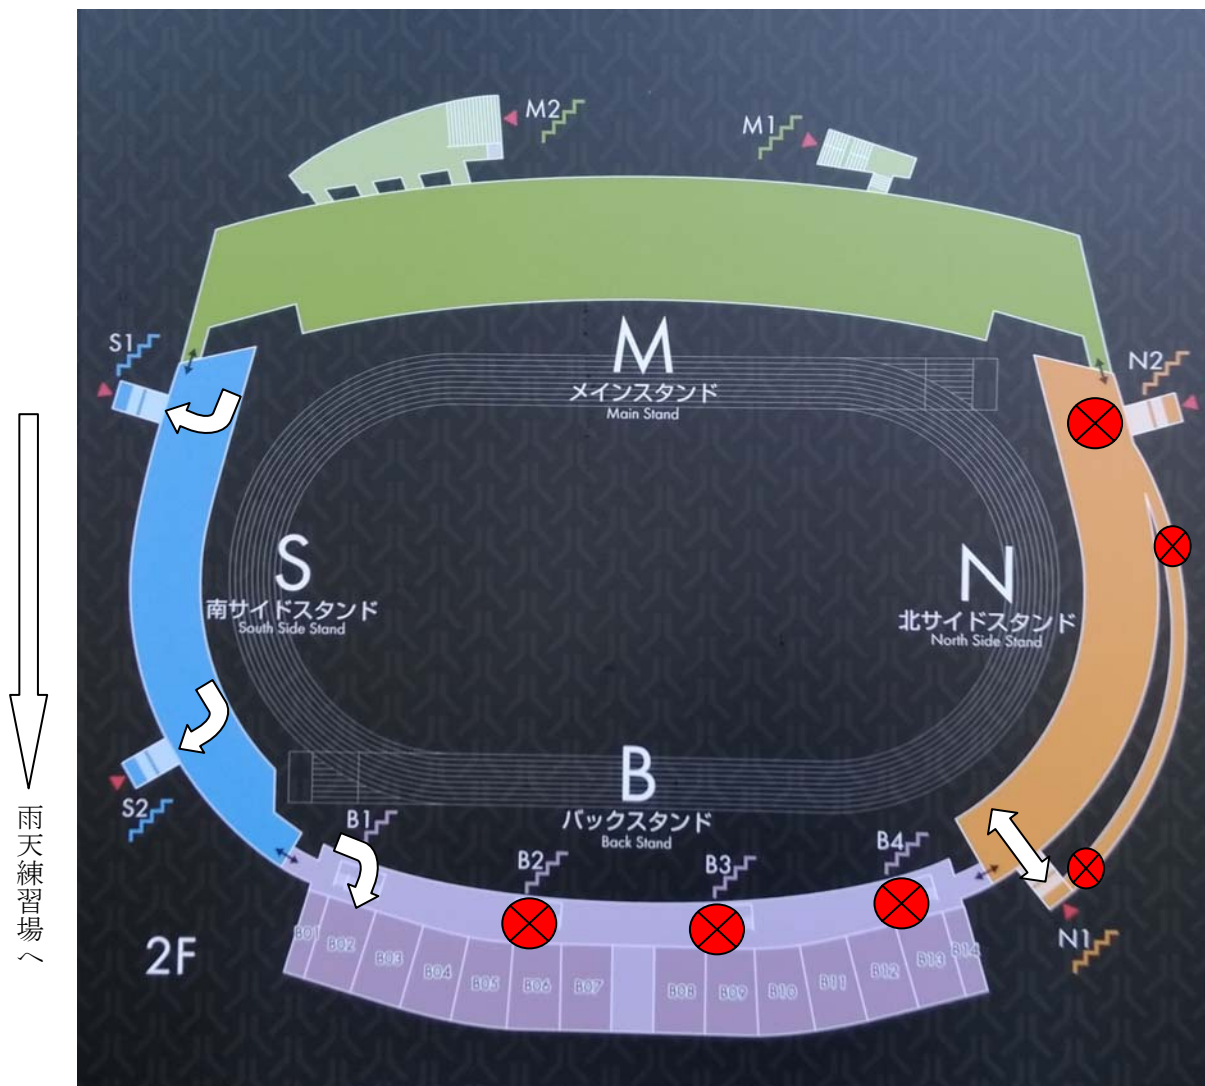 M2
M1
S1
N2
M
メインスタンド
Main Stand
S
南サイドスタンド
South Side Stand
N
北サイドスタンド
North Side Stand
B
バックスタンド
Back Stand
S2
B1
B2
B3
B4
N1
B01
B02
B03
B04
B05
B06
B07
B08
B09
B10
B11
B12
B13
B14
2F
雨天練習場へ